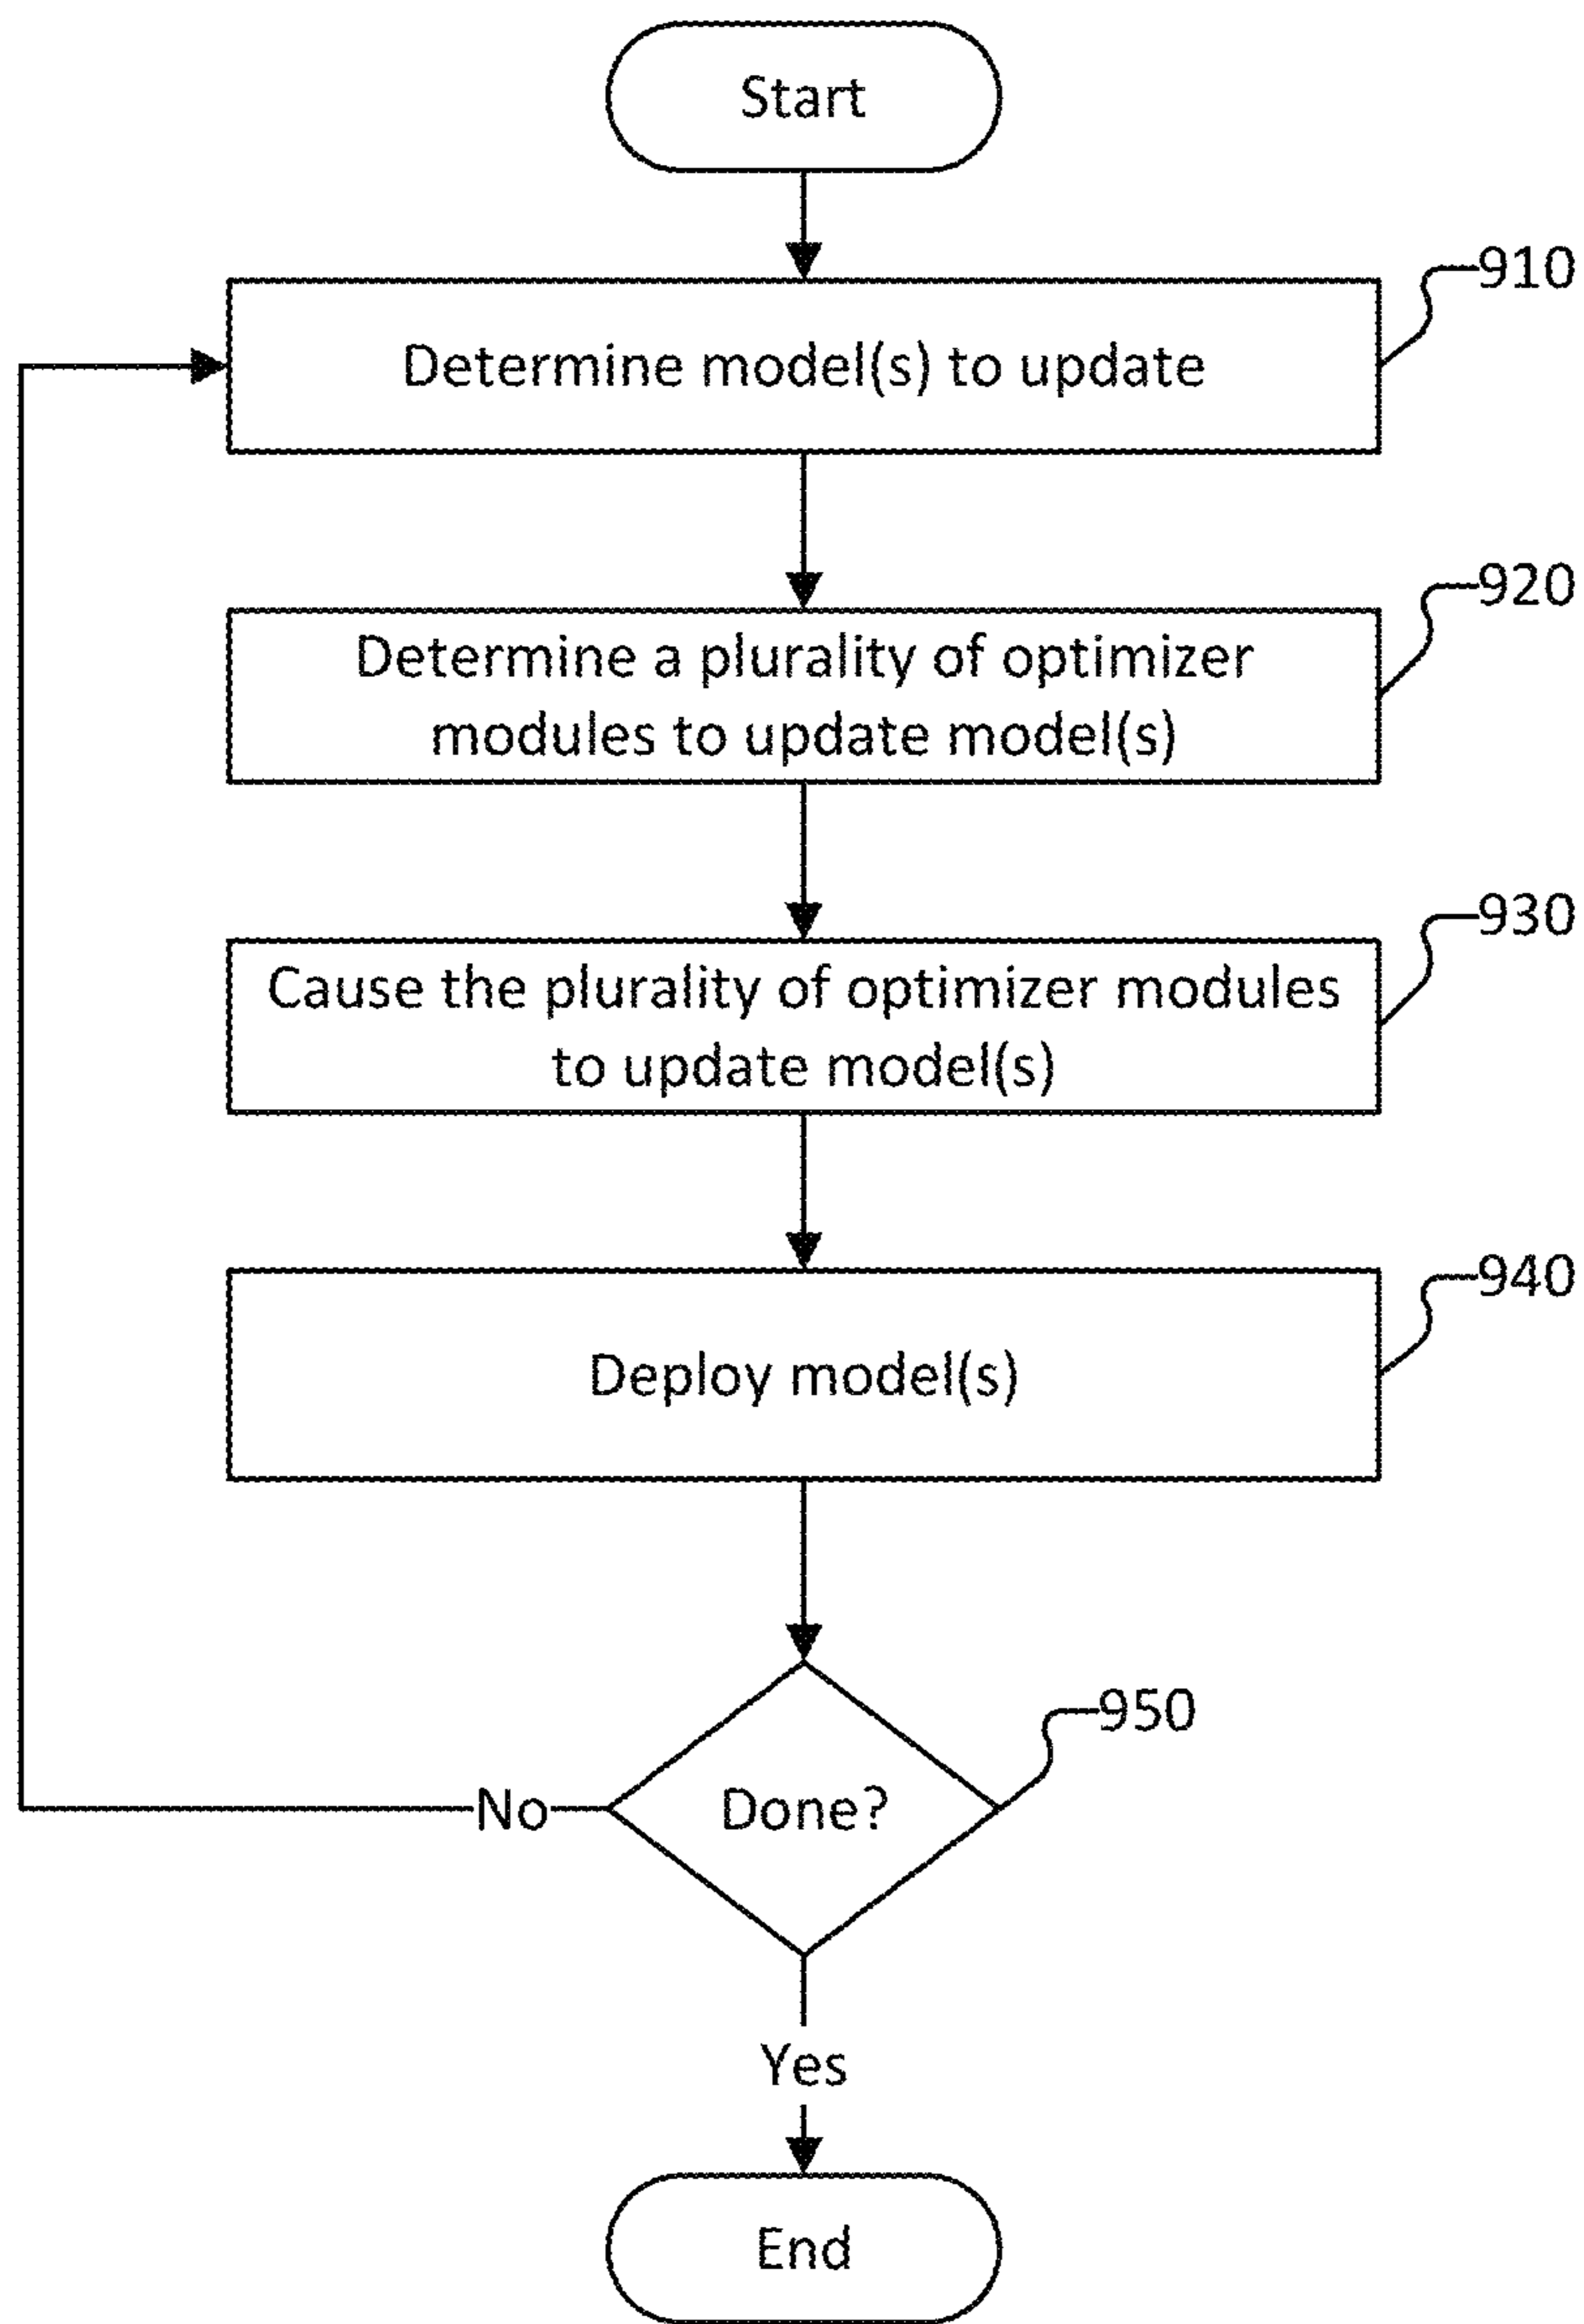 Start
910
Determine model(s) to update
920
Determine a plurality of optimizer
modules to update model(s)
930
Cause the plurality of optimizer modules
to update model(s)
940
Deploy model(s)
950
Done?
No
Yes
End